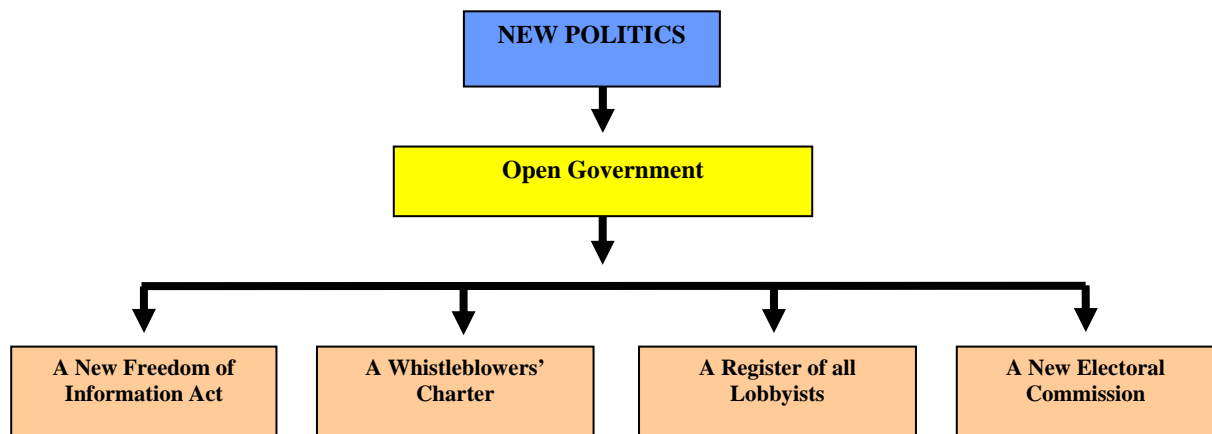 NEW POLITICS
Open Government
A New Freedom of
Information Act
A Whistleblowers’
Charter
A Register of all
Lobbyists
A New Electoral
Commission